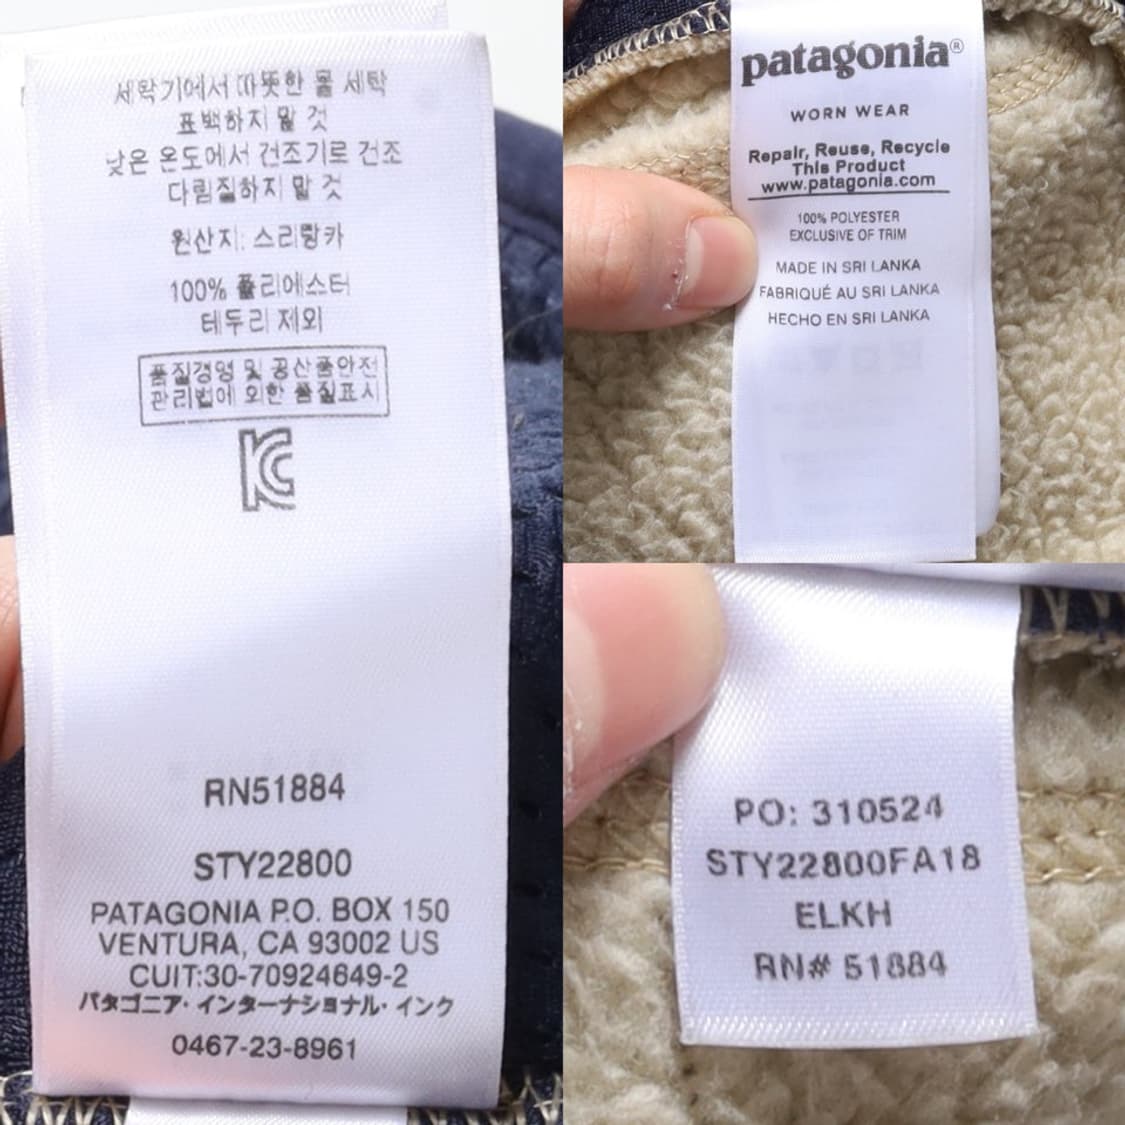 세탁기에서 따뜻한 물 세탁
표백하지 말 것
낮은 온도에서 건조기로 건조
다림질하지 말 것
원산지: 스리랑카
100% 폴리에스터
테두리 제외
품질경영 및 공산품안전
관리법에 의한 품질표시
KC
RN51884
STY22800
PATAGONIA P.O. BOX 150
VENTURA, CA 93002 US
CUIT:30-70924649-2
パタゴニア・インターナショナル・インク
0467-23-8961
patagonia®
WORN WEAR
Repair, Reuse, Recycle
This Product
www.patagonia.com
100% POLYESTER
EXCLUSIVE OF TRIM
MADE IN SRI LANKA
FABRIQUÉ AU SRI LANKA
HECHO EN SRI LANKA
PO: 310524
STY22800FA18
ELKH
RN# 51884